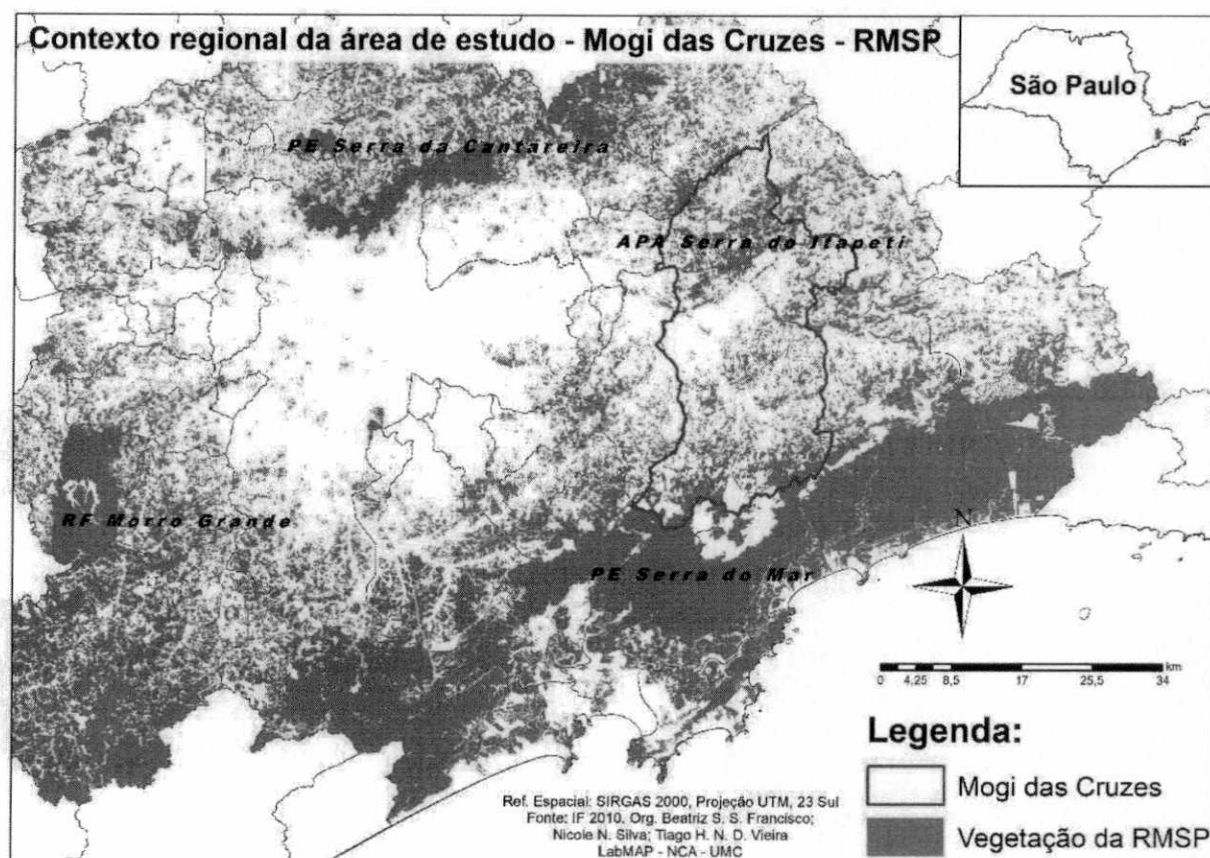 Contexto regional da área de estudo - Mogi das Cruzes - RMSP
São Paulo
PE Serra da Cantareira
APA Serra do Itapeti
RF Morro Grande
PE Serra do Mar
N
km
0 4,25 8,5 17 25,5 34
Legenda:
Mogi das Cruzes
Vegetação da RMSP
Ref. Espacial: SIRGAS 2000, Projeção UTM, 23 Sul
Fonte: IF 2010. Org. Beatriz S. S. Francisco;
Nicole N. Silva; Tiago H. N. D. Vieira
LabMAP - NCA - UMC